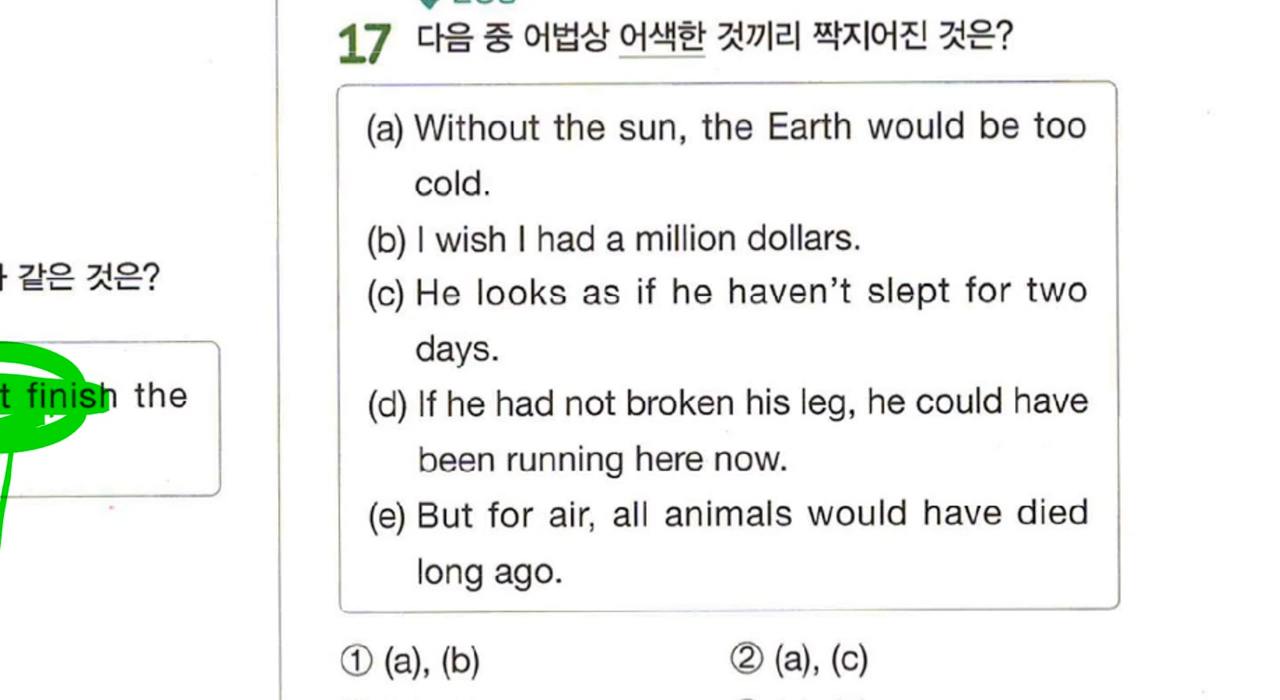 17 다음 중 어법상 어색한 것끼리 짝지어진 것은?
(a) Without the sun, the Earth would be too
cold.
(b) I wish I had a million dollars.
(c) He looks as if he haven't slept for two
days.
(d) If he had not broken his leg, he could have
been running here now.
(e) But for air, all animals would have died
long ago.
① (a), (b) ② (a), (c)
같은 것은?
t finish the